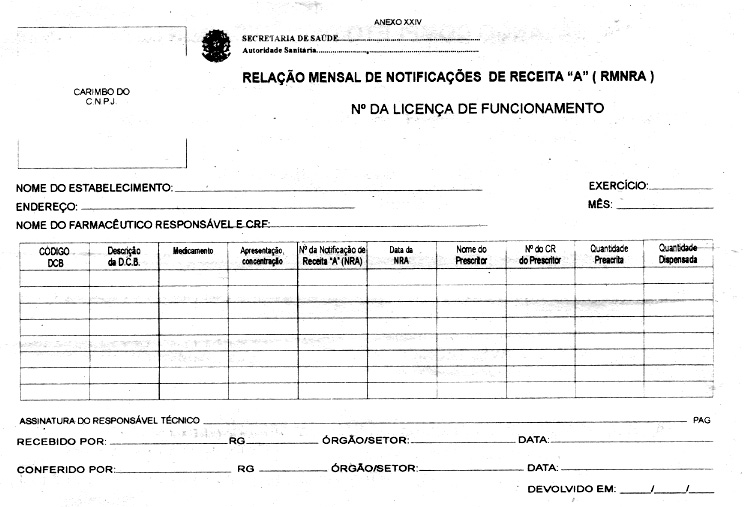 ANEXO XXIV
SECRETARIA DE SAÚDE
Autoridade Sanitária
RELAÇÃO MENSAL DE NOTIFICAÇÕES DE RECEITA "A" ( RMNRA )
CARIMBO DO
C.N.P.J.
Nº DA LICENÇA DE FUNCIONAMENTO
NOME DO ESTABELECIMENTO: EXERCÍCIO:
ENDEREÇO: MÊS:
NOME DO FARMACÊUTICO RESPONSÁVEL E CRF:
CÓDIGO DCB Descrição da D.C.B. Medicamento Apresentação, concentração Nº da Notificação de Receita "A" (NRA) Data da NRA Nome do Prescritor Nº do CR do Prescritor Quantidade Prescrita Quantidade Dispensada
ASSINATURA DO RESPONSÁVEL TÉCNICO PAG
RECEBIDO POR: RG ÓRGÃO/SETOR: DATA:
CONFERIDO POR: RG ÓRGÃO/SETOR: DATA:
DEVOLVIDO EM: / /